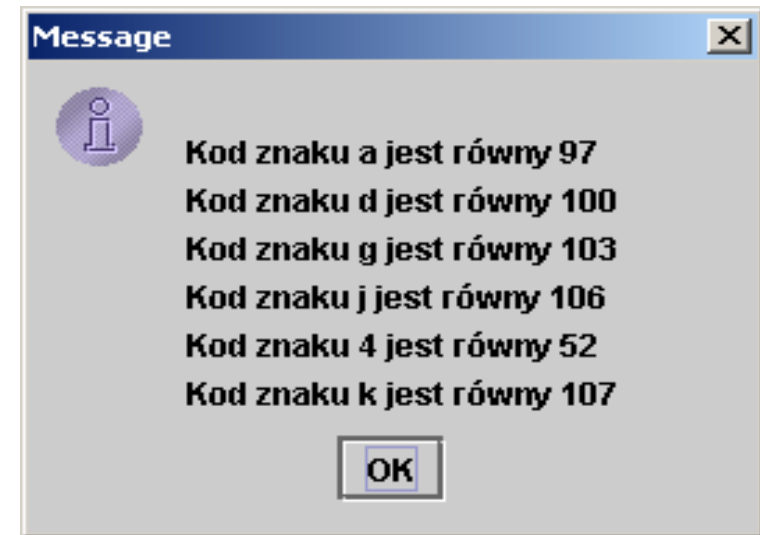 Message
Kod znaku a jest równy 97
Kod znaku d jest równy 100
Kod znaku g jest równy 103
Kod znaku j jest równy 106
Kod znaku 4 jest równy 52
Kod znaku k jest równy 107
OK